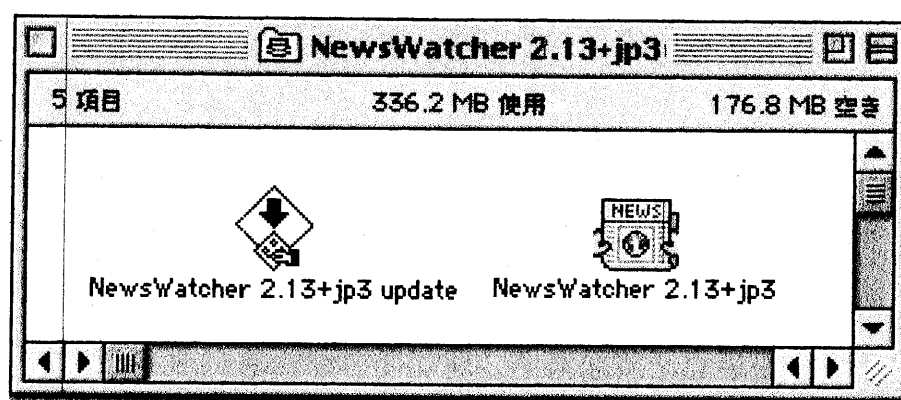 NewsWatcher 2.13+jp3
5 項目 336.2 MB 使用 176.8 MB 空き
NEWS
NewsWatcher 2.13+jp3 update NewsWatcher 2.13+jp3